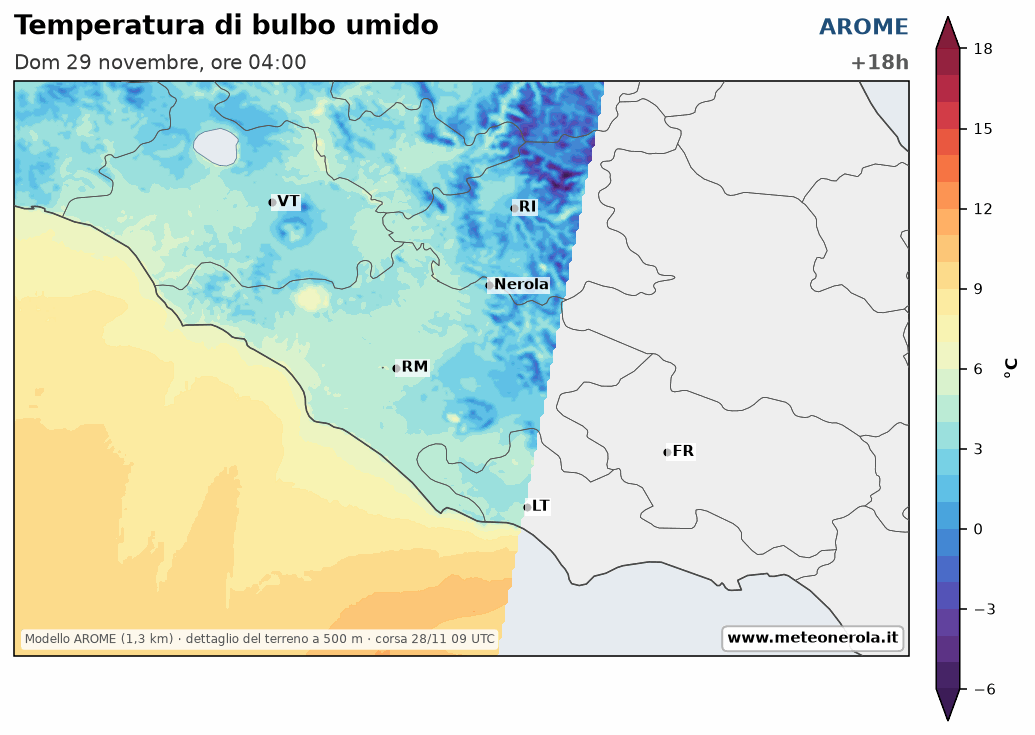 Temperatura di bulbo umido
AROME
Dom 29 novembre, ore 04:00
+18h
18
15
12
9
6
3
0
−3
−6
°C
VT
RI
Nerola
RM
FR
LT
Modello AROME (1,3 km) · dettaglio del terreno a 500 m · corsa 28/11 09 UTC
www.meteonerola.it